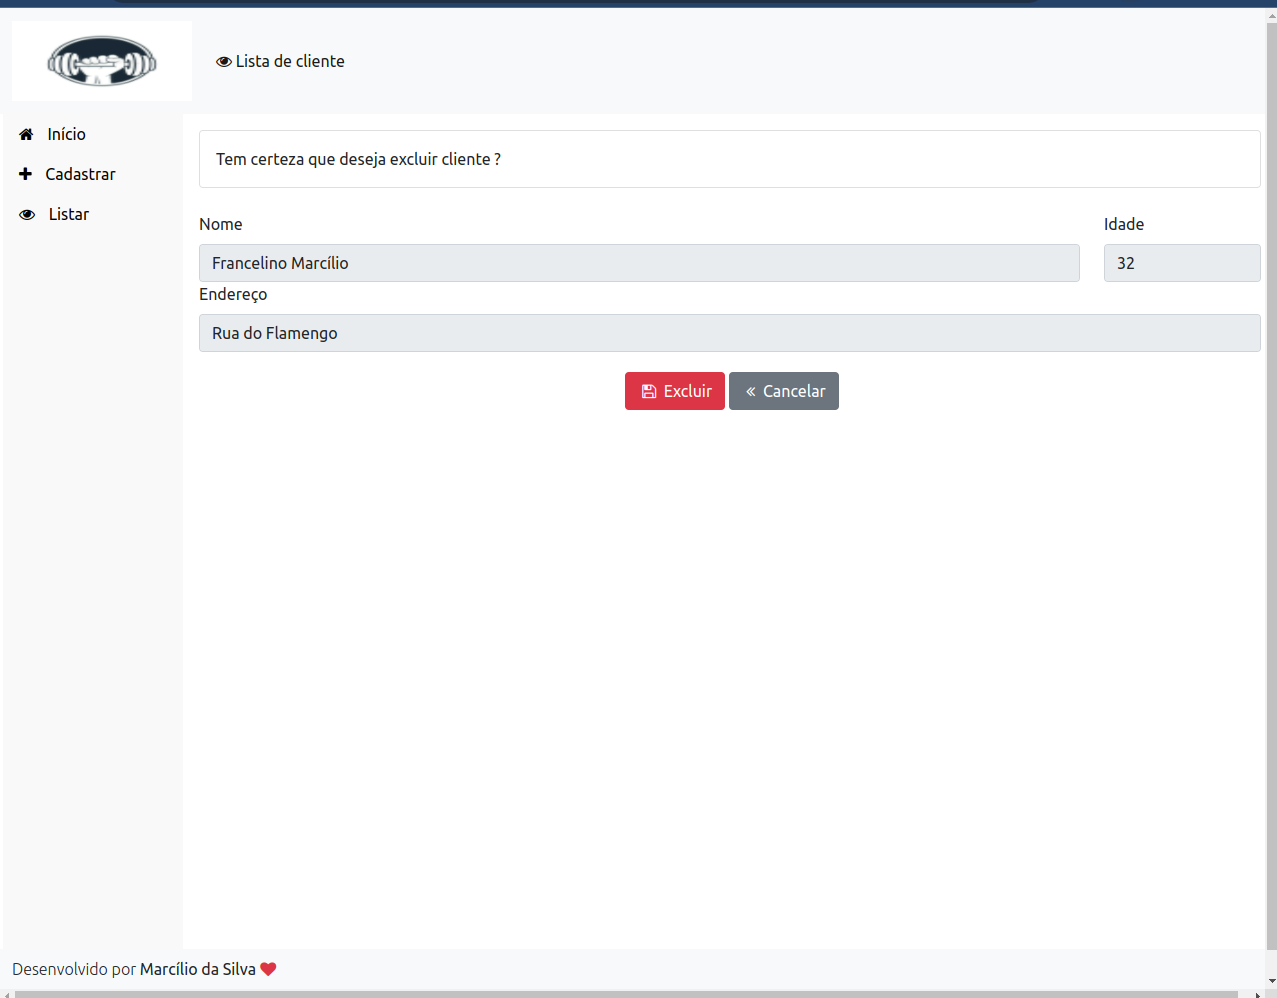 Lista de cliente
Início
Cadastrar
Listar
Tem certeza que deseja excluir cliente ?
Nome
Idade
Francelino Marcílio
32
Endereço
Rua do Flamengo
Excluir
Cancelar
Desenvolvido por Marcílio da Silva